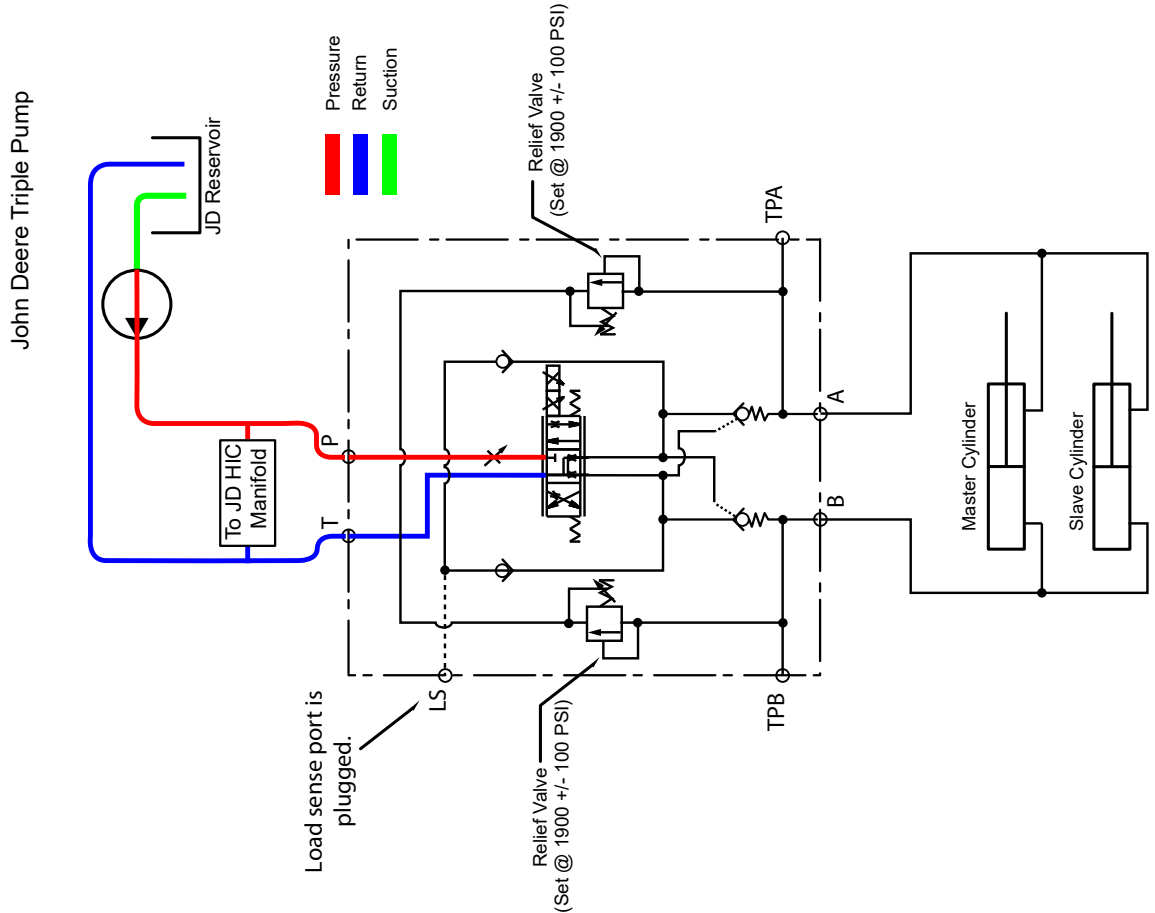 John Deere Triple Pump
JD Reservoir
Pressure
Return
Suction
To JD HIC
Manifold
P
T
Relief Valve
(Set @ 1900 +/- 100 PSI)
Load sense port is
plugged.
LS
Relief Valve
(Set @ 1900 +/- 100 PSI)
TPA
TPB
A
B
Master Cylinder
Slave Cylinder